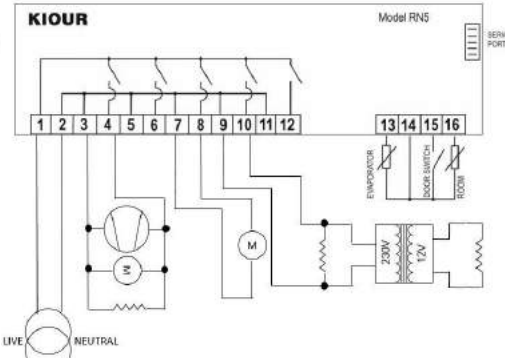 KIOUR
Model RN5
PORT
1 2 3 4 5 6 7 8 9 10 11 12
13 14 15 16
EVAPORATOR
DOOR SWITCH
ROOM
M
M
230V
12V
LIVE
NEUTRAL